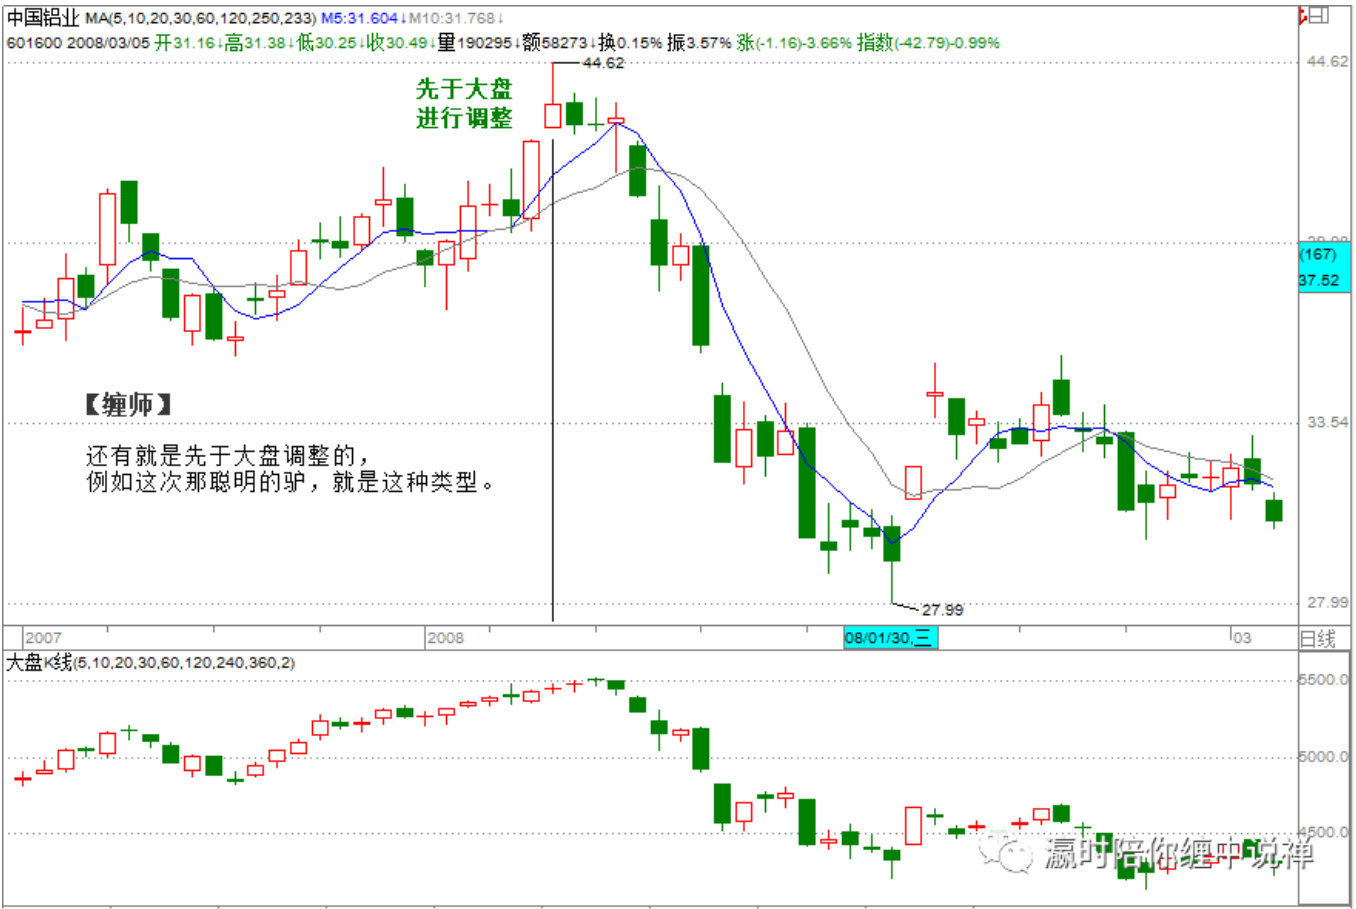 中国铝业 MA(5,10,20,30,60,120,250,233) M5:31.604↓M10:31.768↓
601600 2008/03/05 开31.16↓高31.38↓低30.25↓收30.49↓量190295↓额58273↓换0.15% 振3.57% 涨(-1.16)-3.66% 指数(-42.79)-0.99%
44.62
44.62
先于大盘
进行调整
(167)
37.52
【缠师】
33.54
还有就是先于大盘调整的，
例如这次那聪明的驴，就是这种类型。
27.99
27.99
2007
2008
08/01/30,三
03
日线
大盘K线(5,10,20,30,60,120,240,360,2)
5500.0
5000.0
4500.0
瀛时陪你缠中说禅